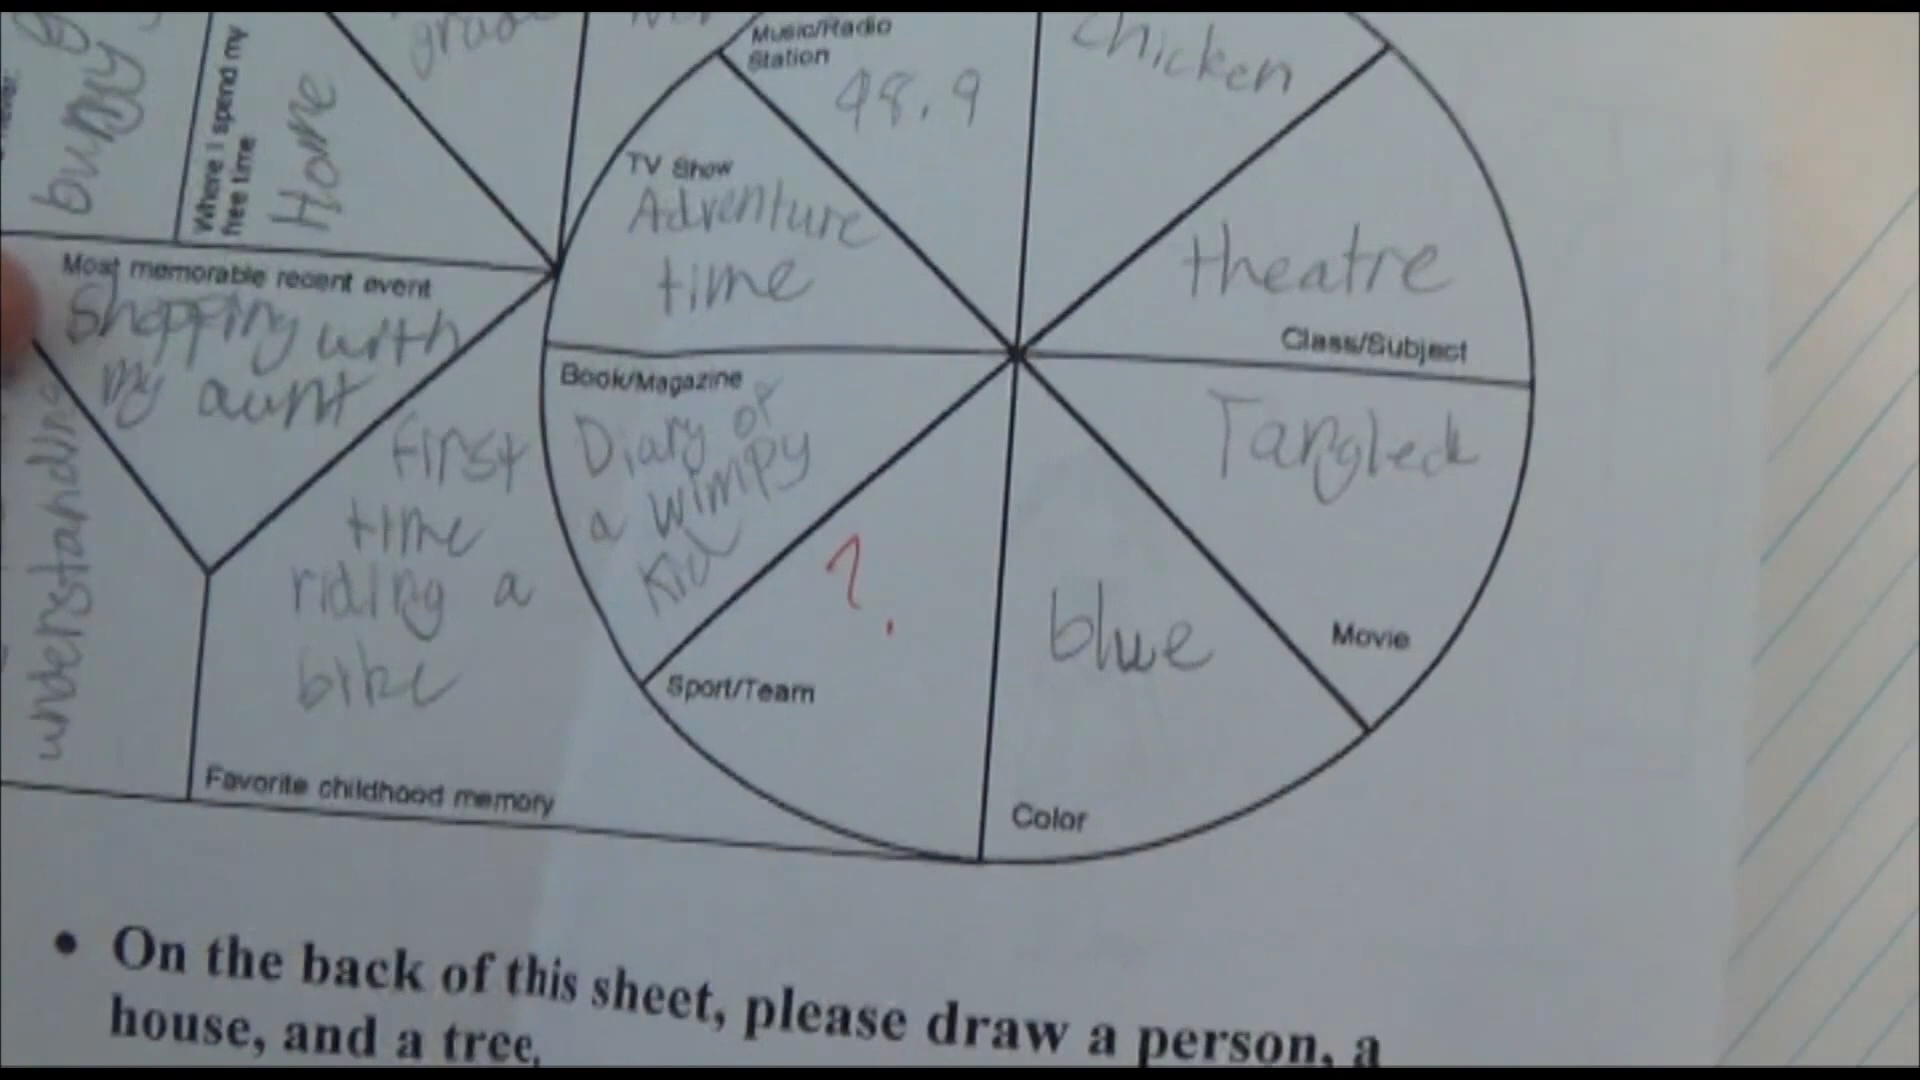 Music/Radio
Station
98.9
chicken
bungy
Where I spend my
free time
Home
TV Show
Adventure
time
theatre
Class/Subject
Most memorable recent event
Shopping with
my aunt
understanding
First
time
riding a
bike
Favorite childhood memory
Book/Magazine
Diary of
a wimpy
kid
Tangled
Movie
?
Sport/Team
blue
Color
• On the back of this sheet, please draw a person, a
house, and a tree.